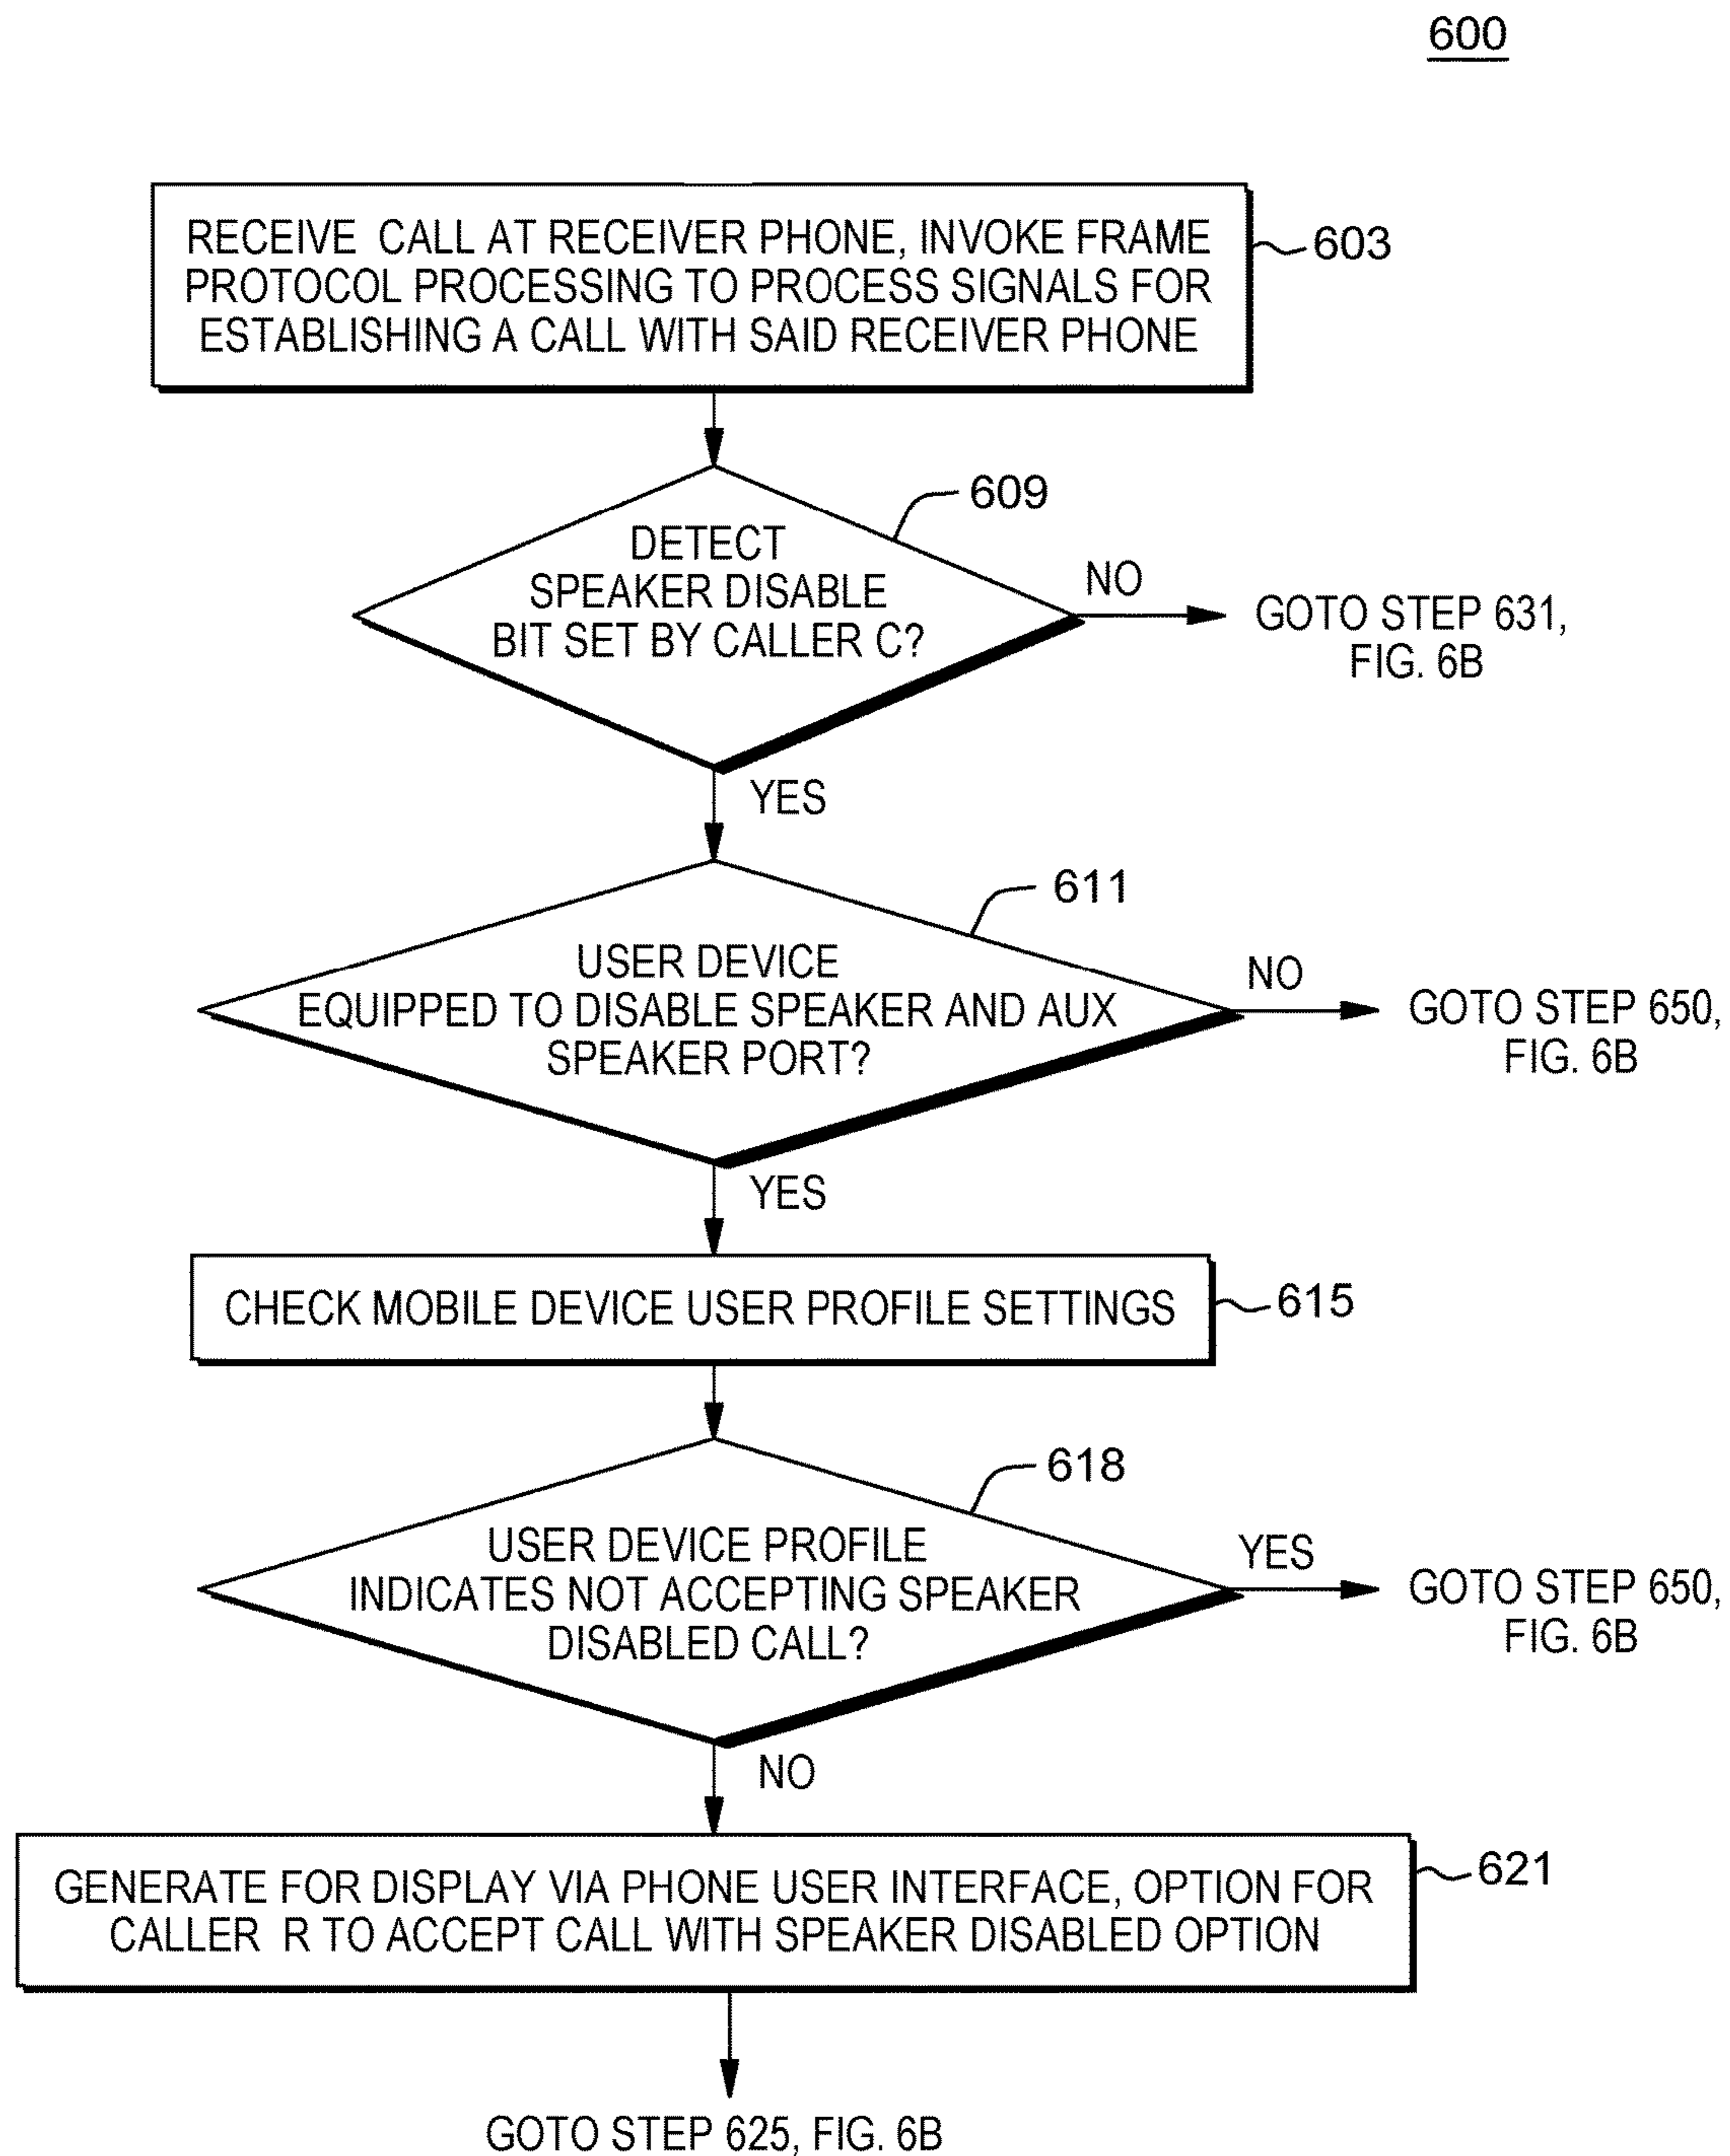 600
RECEIVE CALL AT RECEIVER PHONE, INVOKE FRAME
PROTOCOL PROCESSING TO PROCESS SIGNALS FOR
ESTABLISHING A CALL WITH SAID RECEIVER PHONE
603
609
DETECT
SPEAKER DISABLE
BIT SET BY CALLER C?
NO
GOTO STEP 631,
FIG. 6B
YES
611
USER DEVICE
EQUIPPED TO DISABLE SPEAKER AND AUX
SPEAKER PORT?
NO
GOTO STEP 650,
FIG. 6B
YES
CHECK MOBILE DEVICE USER PROFILE SETTINGS
615
618
USER DEVICE PROFILE
INDICATES NOT ACCEPTING SPEAKER
DISABLED CALL?
YES
GOTO STEP 650,
FIG. 6B
NO
GENERATE FOR DISPLAY VIA PHONE USER INTERFACE, OPTION FOR
CALLER R TO ACCEPT CALL WITH SPEAKER DISABLED OPTION
621
GOTO STEP 625, FIG. 6B